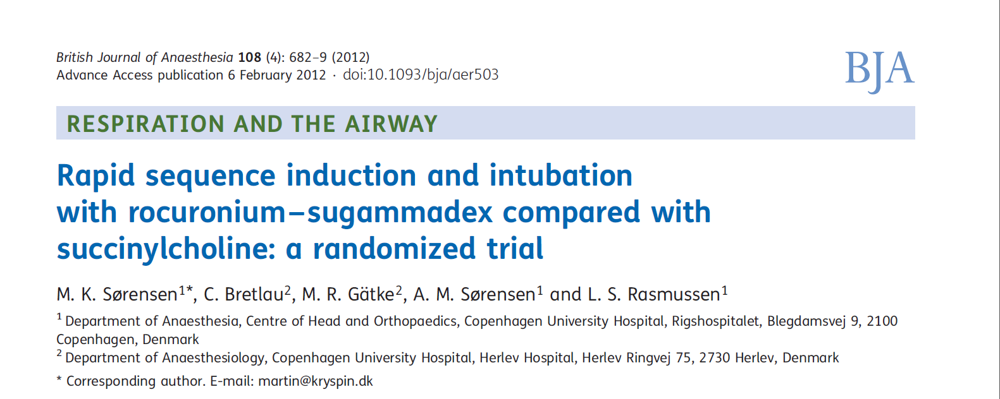 British Journal of Anaesthesia 108 (4): 682–9 (2012)
Advance Access publication 6 February 2012 · doi:10.1093/bja/aer503
BJA
RESPIRATION AND THE AIRWAY
Rapid sequence induction and intubation
with rocuronium–sugammadex compared with
succinylcholine: a randomized trial
M. K. Sørensen1*, C. Bretlau2, M. R. Gätke2, A. M. Sørensen1 and L. S. Rasmussen1
1 Department of Anaesthesia, Centre of Head and Orthopaedics, Copenhagen University Hospital, Rigshospitalet, Blegdamsvej 9, 2100
Copenhagen, Denmark
2 Department of Anaesthesiology, Copenhagen University Hospital, Herlev Hospital, Herlev Ringvej 75, 2730 Herlev, Denmark
* Corresponding author. E-mail: martin@kryspin.dk